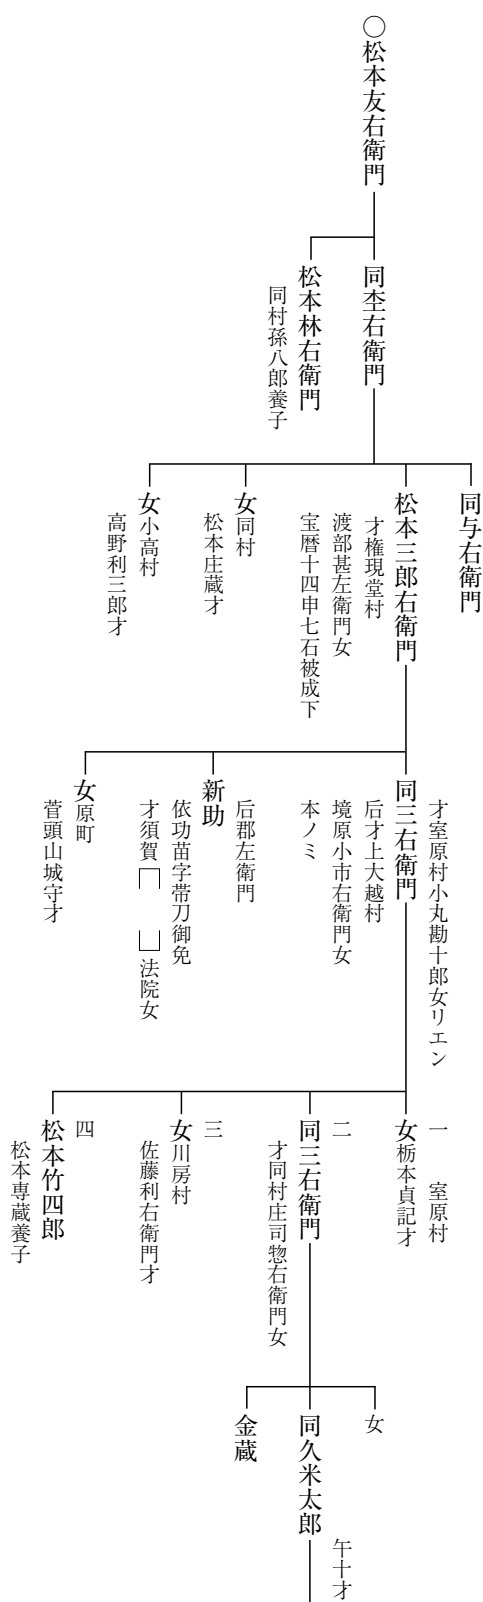 〇松本友右衛門
同杢右衛門
松本林右衛門
同村孫八郎養子
同与右衛門
松本三郎右衛門
才権現堂村
渡部甚左衛門女
宝暦十四申七石被成下
女同村
松本庄蔵才
女小高村
高野利三郎才
才室原村小丸勘十郎女リエン
同三右衛門
后才上大越村
境原小市右衛門女
本ノミ
后郡左衛門
新助
依功苗字帯刀御免
才須賀 法院女
女原町
菅頭山城守才
一 室原村
女栃本貞記才
二
同三右衛門
才同村庄司惣右衛門女
三
女川房村
佐藤利右衛門才
四
松本竹四郎
松本専蔵養子
女
午十才
同久米太郎
金蔵